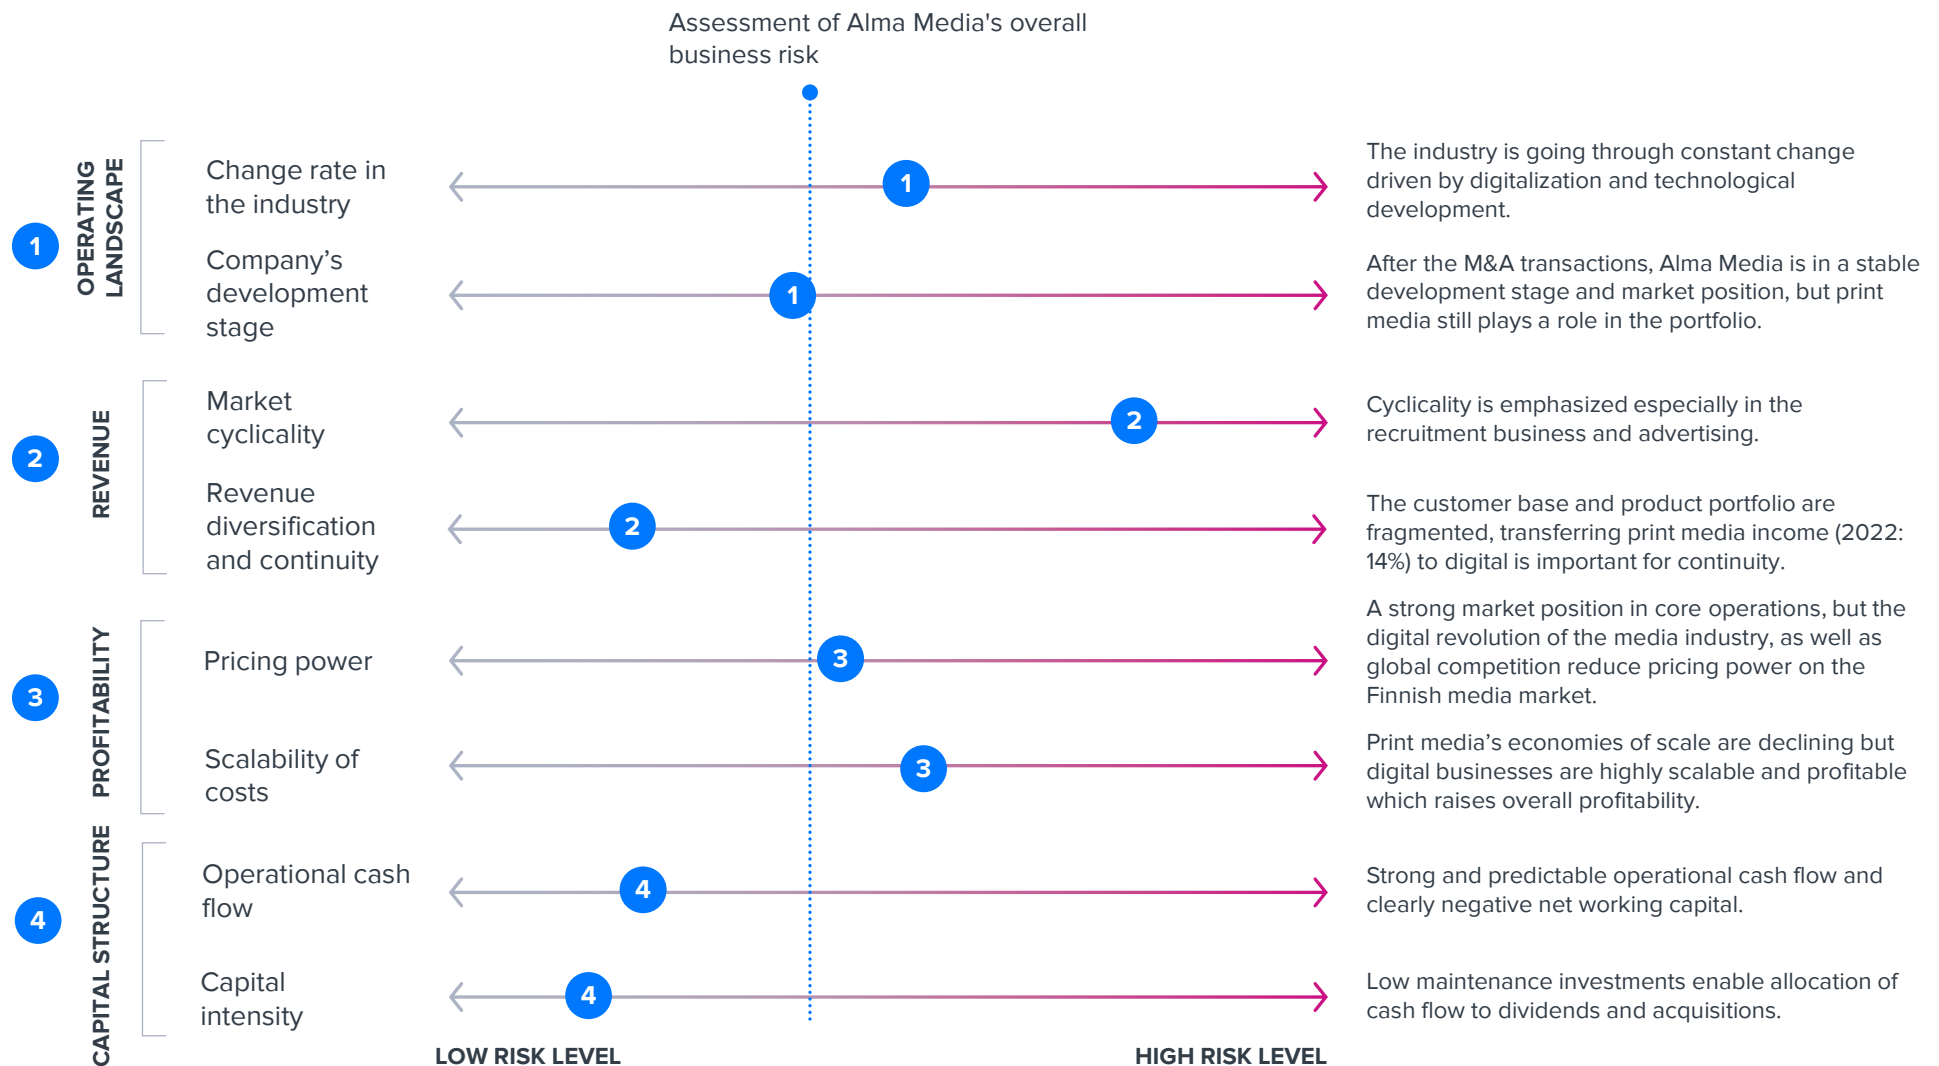 Assessment of Alma Media's overall
business risk
1
OPERATING
LANDSCAPE
Change rate in
the industry
1
The industry is going through constant change
driven by digitalization and technological
development.
Company’s
development
stage
1
After the M&A transactions, Alma Media is in a stable
development stage and market position, but print
media still plays a role in the portfolio.
2
REVENUE
Market
cyclicality
2
Cyclicality is emphasized especially in the
recruitment business and advertising.
Revenue
diversification
and continuity
2
The customer base and product portfolio are
fragmented, transferring print media income (2022:
14%) to digital is important for continuity.
3
PROFITABILITY
Pricing power
3
A strong market position in core operations, but the
digital revolution of the media industry, as well as
global competition reduce pricing power on the
Finnish media market.
Scalability of
costs
3
Print media’s economies of scale are declining but
digital businesses are highly scalable and profitable
which raises overall profitability.
4
CAPITAL STRUCTURE
Operational cash
flow
4
Strong and predictable operational cash flow and
clearly negative net working capital.
Capital
intensity
4
Low maintenance investments enable allocation of
cash flow to dividends and acquisitions.
LOW RISK LEVEL
HIGH RISK LEVEL